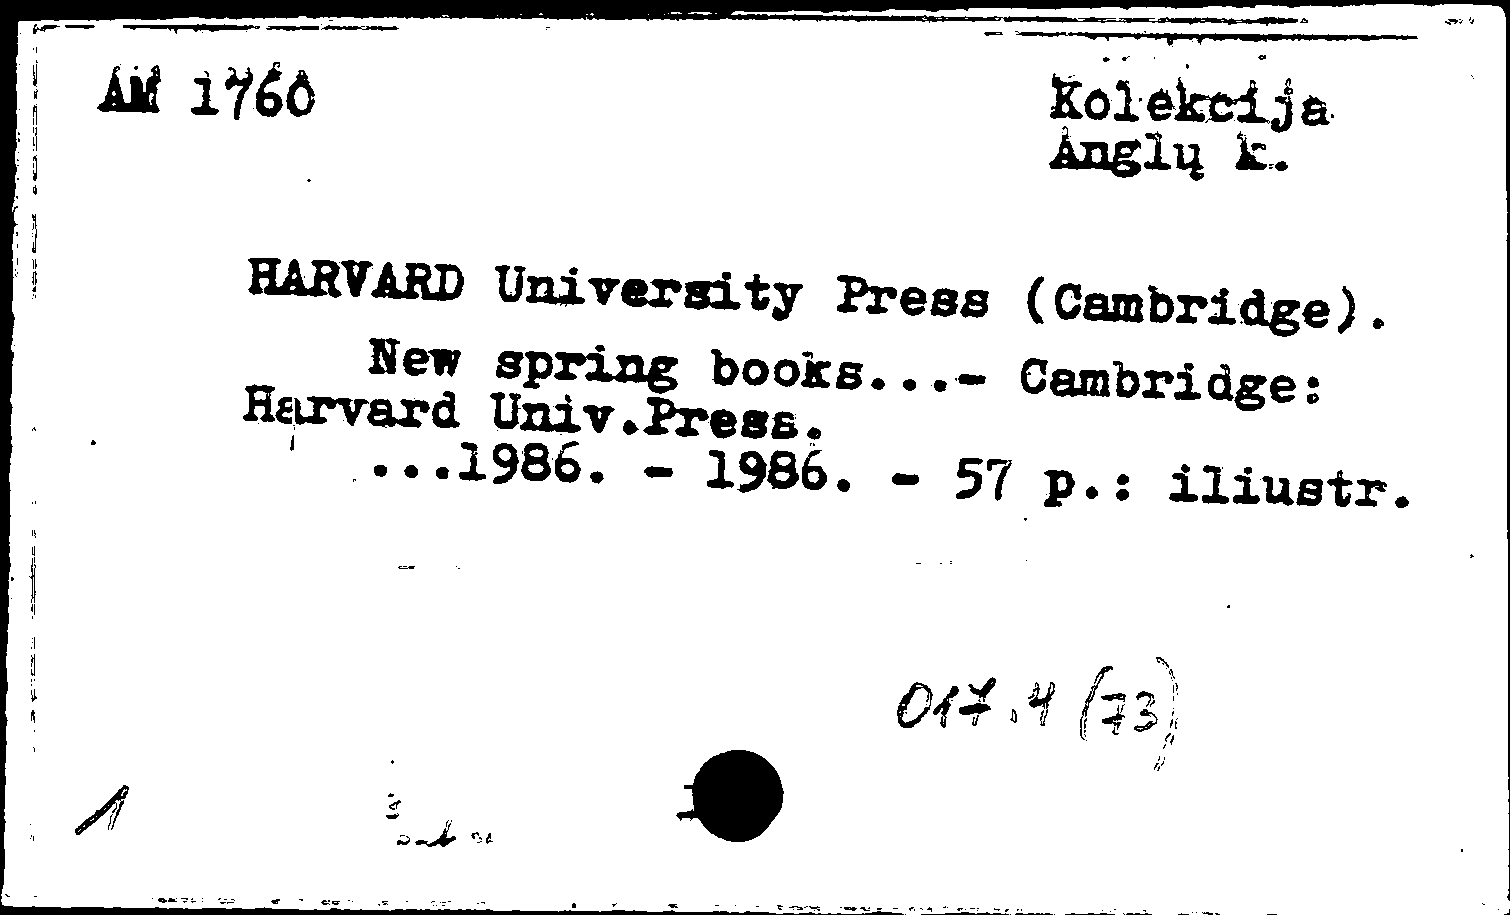 AM 1760
Kolekcija
Anglų k.
HARVARD University Press (Cambridge).
New spring books...- Cambridge:
Harvard Univ.Press.
...1986. - 1986. - 57 p.: iliustr.
017.4 (73)
1